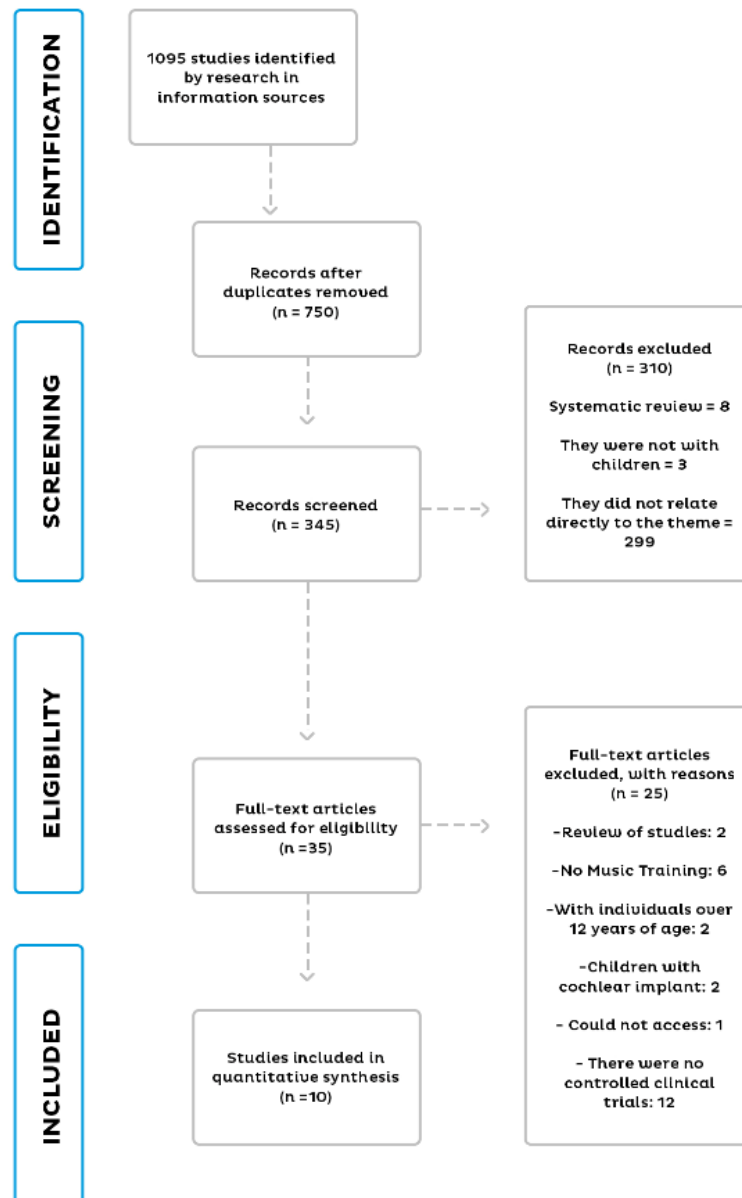 IDENTIFICATION
1095 studies identified
by research in
information sources
Records after
duplicates removed
(n = 750)
SCREENING
Records screened
(n = 345)
Records excluded
(n = 310)
Systematic review = 8
They were not with
children = 3
They did not relate
directly to the theme =
299
ELIGIBILITY
Full-text articles
assessed for eligibility
(n =35)
Full-text articles
excluded, with reasons
(n = 25)
-Review of studies: 2
-No Music Training: 6
-With individuals over
12 years of age: 2
-Children with
cochlear implant: 2
- Could not access: 1
- There were no
controlled clinical
trials: 12
INCLUDED
Studies included in
quantitative synthesis
(n =10)